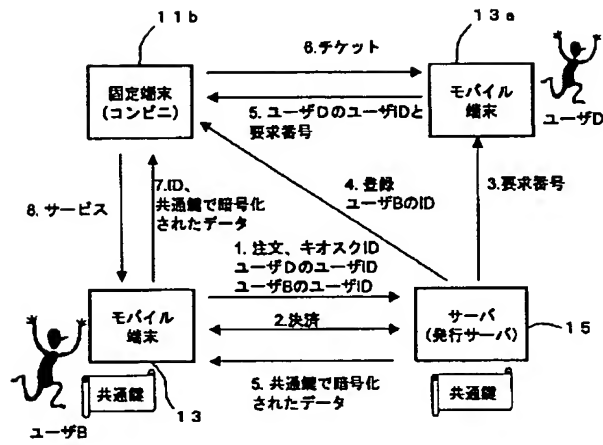 11b
13a
6.チケット
固定端末
(コンビニ)
モバイル
端末
ユーザD
5. ユーザDのユーザIDと
要求番号
7.ID、
共通鍵で暗号化
されたデータ
4. 登録
ユーザBのID
3.要求番号
8. サービス
1. 注文、キオスクID
ユーザDのユーザID
ユーザBのユーザID
モバイル
端末
2.決済
サーバ
(発行サーバ)
15
5. 共通鍵で暗号化
されたデータ
共通鍵
13
共通鍵
ユーザB